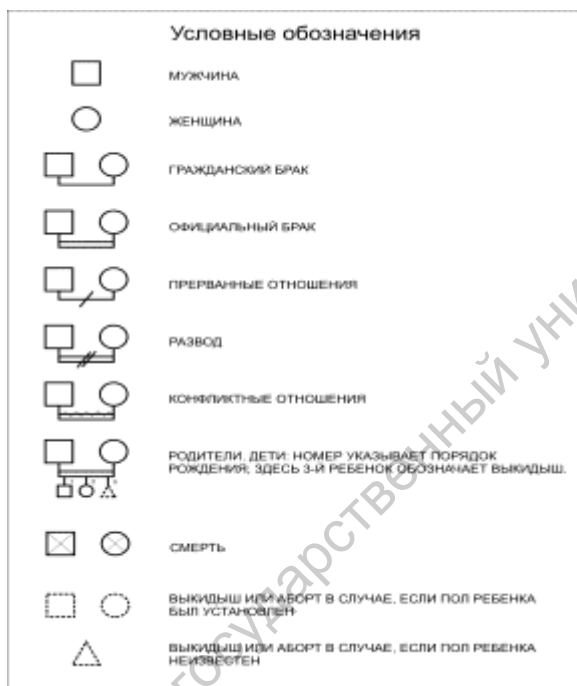 Условные обозначения
МУЖЧИНА
ЖЕНЩИНА
ГРАЖДАНСКИЙ БРАК
ОФИЦИАЛЬНЫЙ БРАК
ПРЕРВАННЫЕ ОТНОШЕНИЯ
РАЗВОД
КОНФЛИКТНЫЕ ОТНОШЕНИЯ
РОДИТЕЛИ, ДЕТИ: НОМЕР УКАЗЫВАЕТ ПОРЯДОК
РОЖДЕНИЯ; ЗДЕСЬ 3-Й РЕБЕНОК ОБОЗНАЧАЕТ ВЫКИДЫШ.
СМЕРТЬ
ВЫКИДЫШ ИЛИ АБОРТ В СЛУЧАЕ, ЕСЛИ ПОЛ РЕБЕНКА
БЫЛ УСТАНОВЛЕН
ВЫКИДЫШ ИЛИ АБОРТ В СЛУЧАЕ, ЕСЛИ ПОЛ РЕБЕНКА
НЕИЗВЕСТЕН
государственный